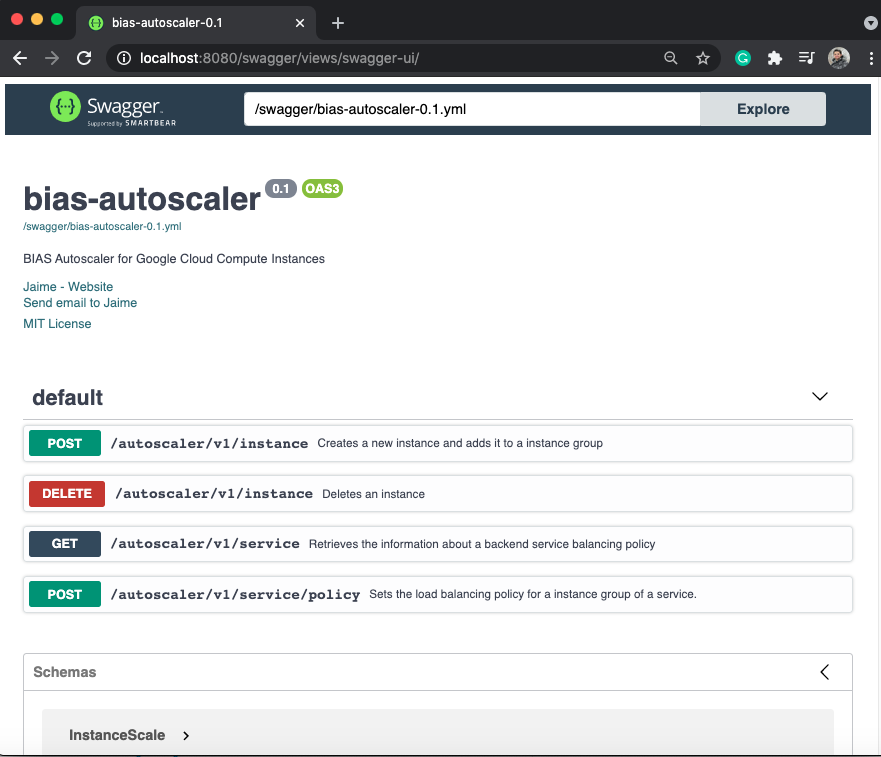 bias-autoscaler-0.1
localhost:8080/swagger/views/swagger-ui/
Swagger
Supported by SMARTBEAR
/swagger/bias-autoscaler-0.1.yml
Explore
bias-autoscaler 0.1 OAS3
/swagger/bias-autoscaler-0.1.yml
BIAS Autoscaler for Google Cloud Compute Instances
Jaime - Website
Send email to Jaime
MIT License
default
POST /autoscaler/v1/instance Creates a new instance and adds it to a instance group
DELETE /autoscaler/v1/instance Deletes an instance
GET /autoscaler/v1/service Retrieves the information about a backend service balancing policy
POST /autoscaler/v1/service/policy Sets the load balancing policy for a instance group of a service.
Schemas
InstanceScale